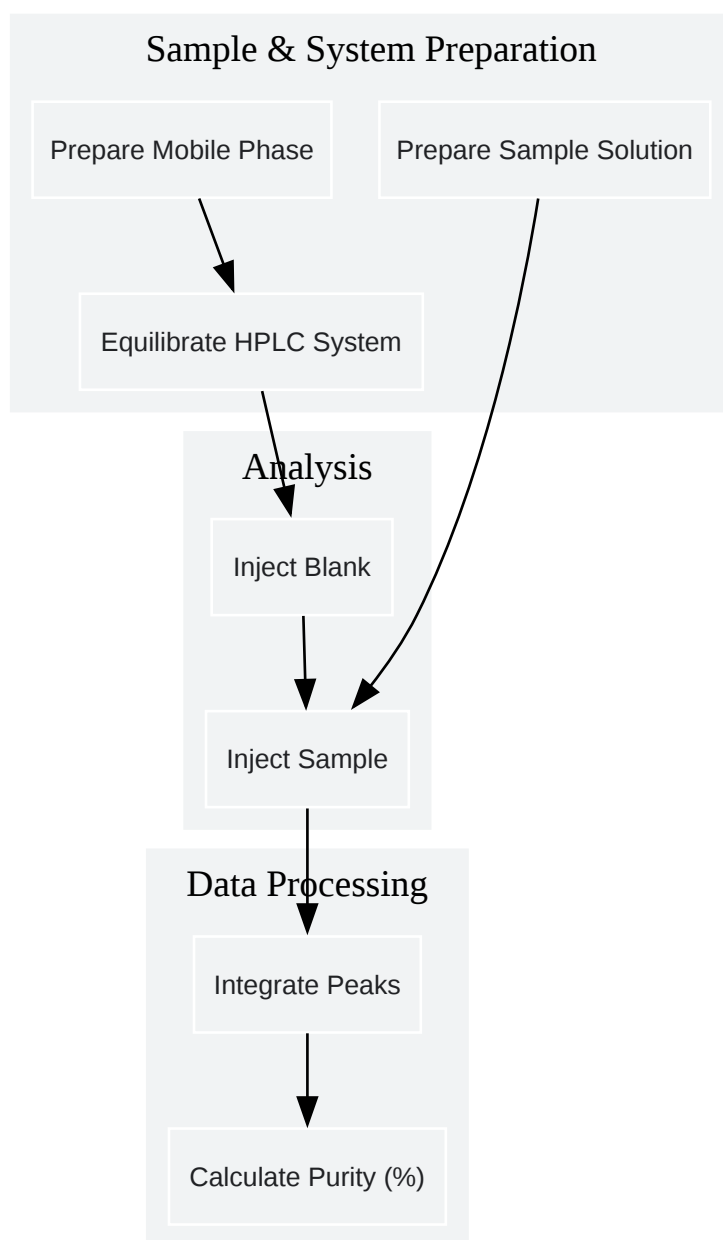 Sample & System Preparation
Prepare Mobile Phase
Prepare Sample Solution
Equilibrate HPLC System
Analysis
Inject Blank
Inject Sample
Data Processing
Integrate Peaks
Calculate Purity (%)